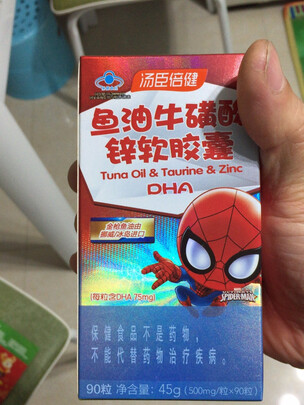 汤臣倍健
鱼油牛磺酸
锌软胶囊
Tuna Oil & Taurine & Zinc
DHA
金枪鱼油由
挪威/冰岛进口
(每粒含DHA 75mg)
SPIDER-MAN
保健食品不是药物,
不能代替药物治疗疾病。
90粒 净含量:45g(500mg/粒×90粒)